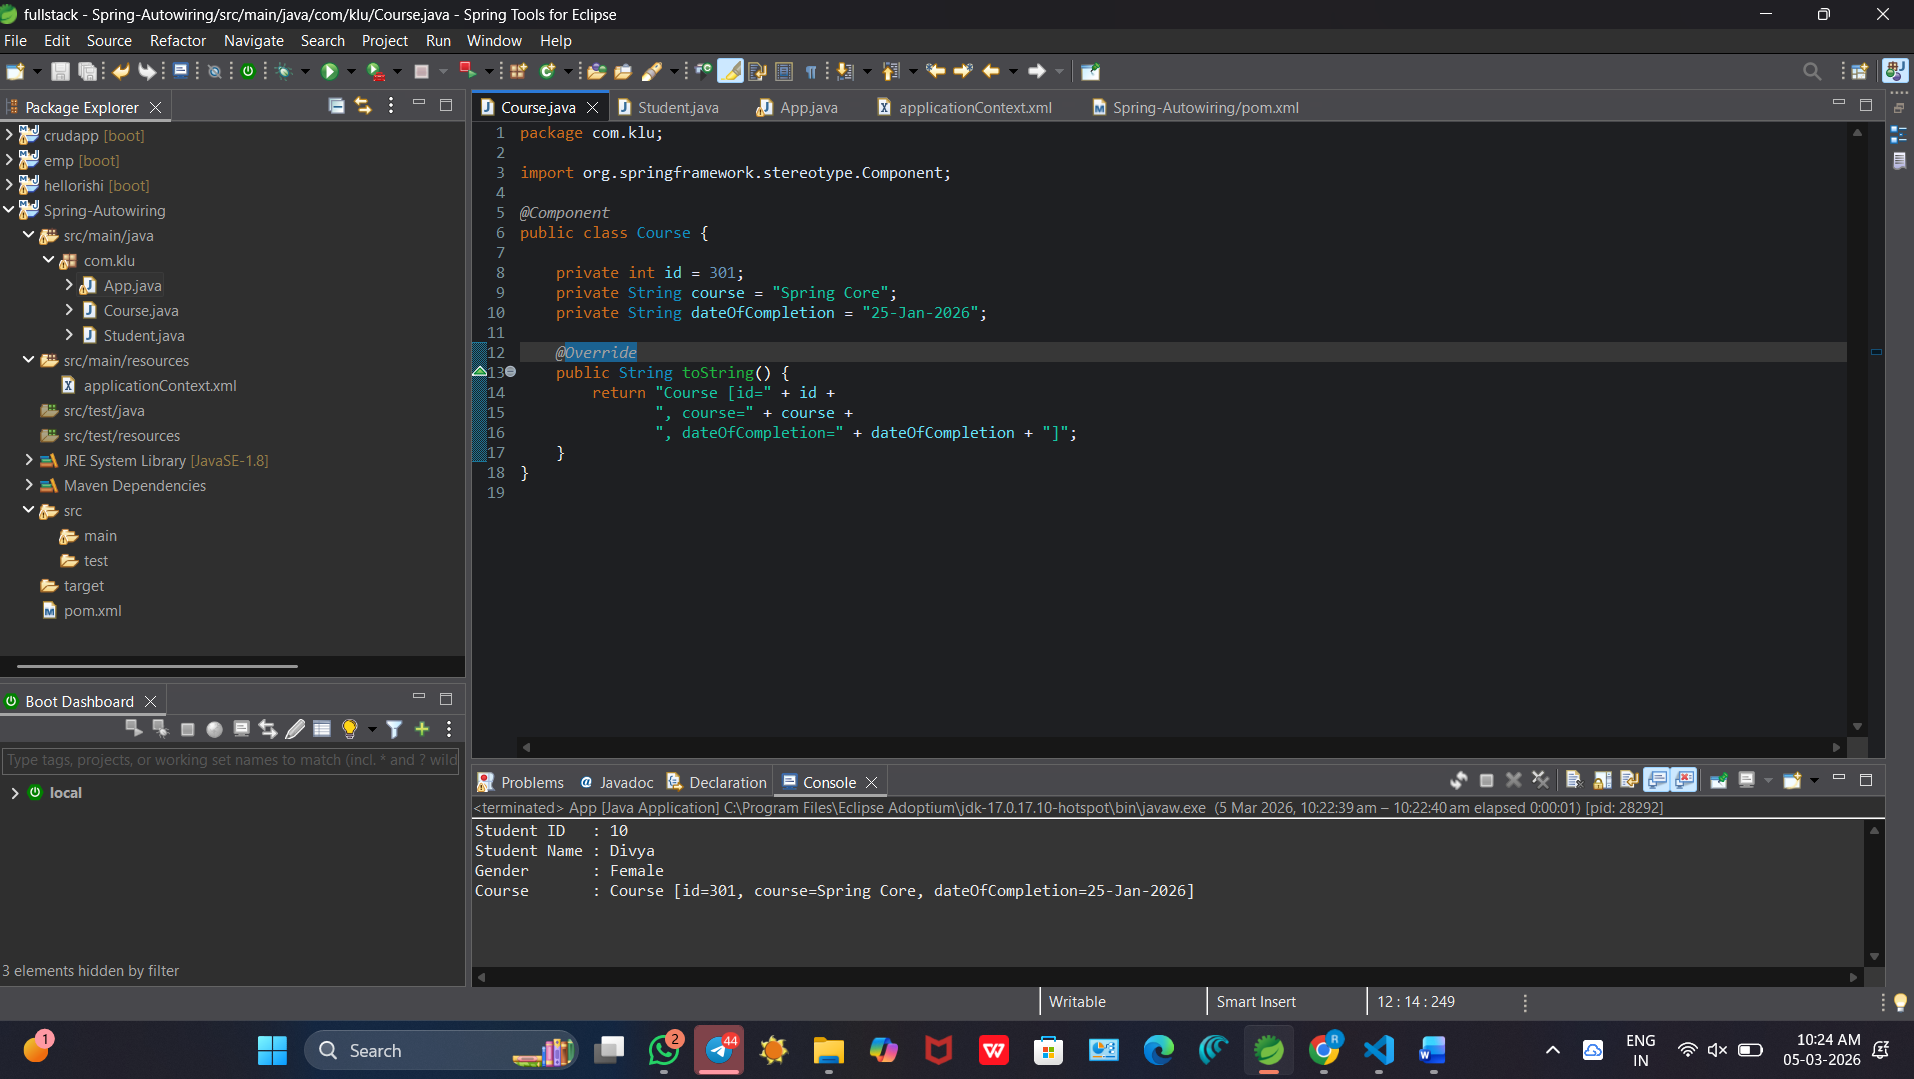 fullstack - Spring-Autowiring/src/main/java/com/klu/Course.java - Spring Tools for Eclipse
File Edit Source Refactor Navigate Search Project Run Window Help
Package Explorer
crudapp [boot]
emp [boot]
hellorishi [boot]
Spring-Autowiring
src/main/java
com.klu
App.java
Course.java
Student.java
src/main/resources
applicationContext.xml
src/test/java
src/test/resources
JRE System Library [JavaSE-1.8]
Maven Dependencies
src
main
test
target
pom.xml
Boot Dashboard
Type tags, projects, or working set names to match (incl. * and ? wild
local
3 elements hidden by filter
Course.java Student.java App.java applicationContext.xml Spring-Autowiring/pom.xml
1 package com.klu;
2
3 import org.springframework.stereotype.Component;
4
5 @Component
6 public class Course {
7
8     private int id = 301;
9     private String course = "Spring Core";
10     private String dateOfCompletion = "25-Jan-2026";
11
12     @Override
13     public String toString() {
14         return "Course [id=" + id +
15                ", course=" + course +
16                ", dateOfCompletion=" + dateOfCompletion + "]";
17     }
18 }
19
Problems @ Javadoc Declaration Console
<terminated> App [Java Application] C:\Program Files\Eclipse Adoptium\jdk-17.0.17.10-hotspot\bin\javaw.exe (5 Mar 2026, 10:22:39 am – 10:22:40 am elapsed 0:00:01) [pid: 28292]
Student ID   : 10
Student Name : Divya
Gender       : Female
Course       : Course [id=301, course=Spring Core, dateOfCompletion=25-Jan-2026]
Writable Smart Insert 12 : 14 : 249
1
Search
2
44
W
R
W
ENG
IN
10:24 AM
05-03-2026